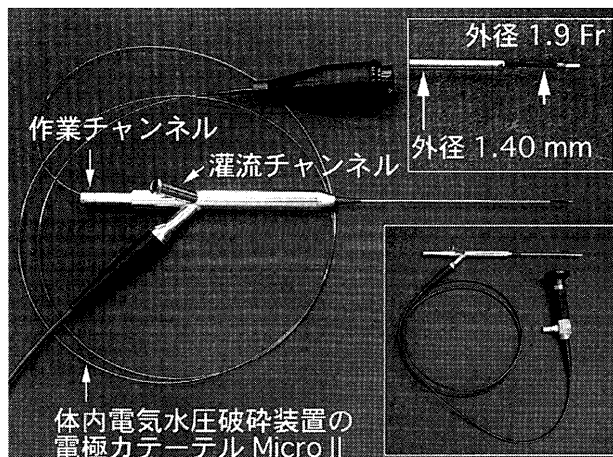 外径 1.9 Fr
外径 1.40 mm
作業チャンネル
灌流チャンネル
体内電気水圧破砕装置の
電極カテーテル Micro II